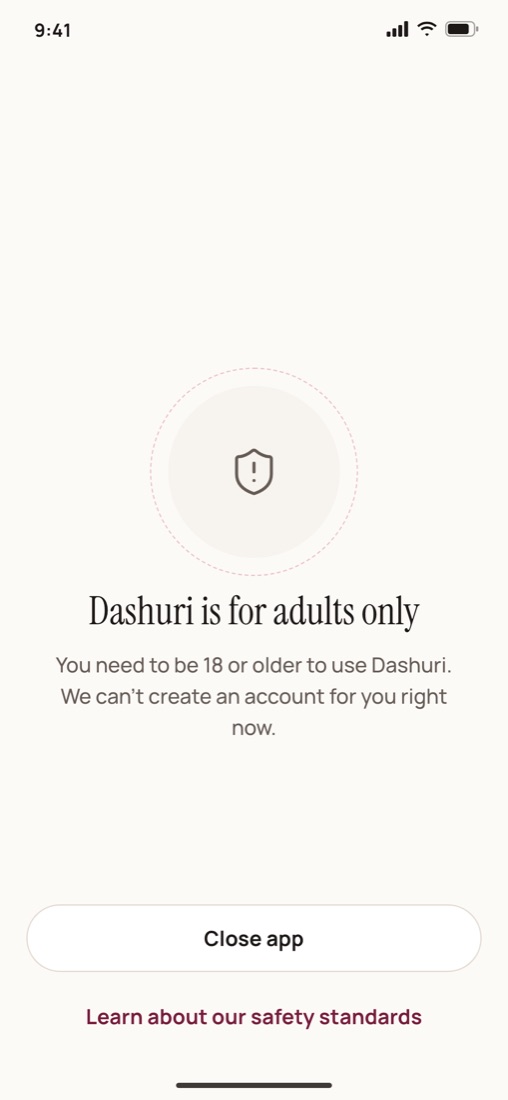 9:41
Dashuri is for adults only
You need to be 18 or older to use Dashuri.
We can't create an account for you right
now.
Close app
Learn about our safety standards